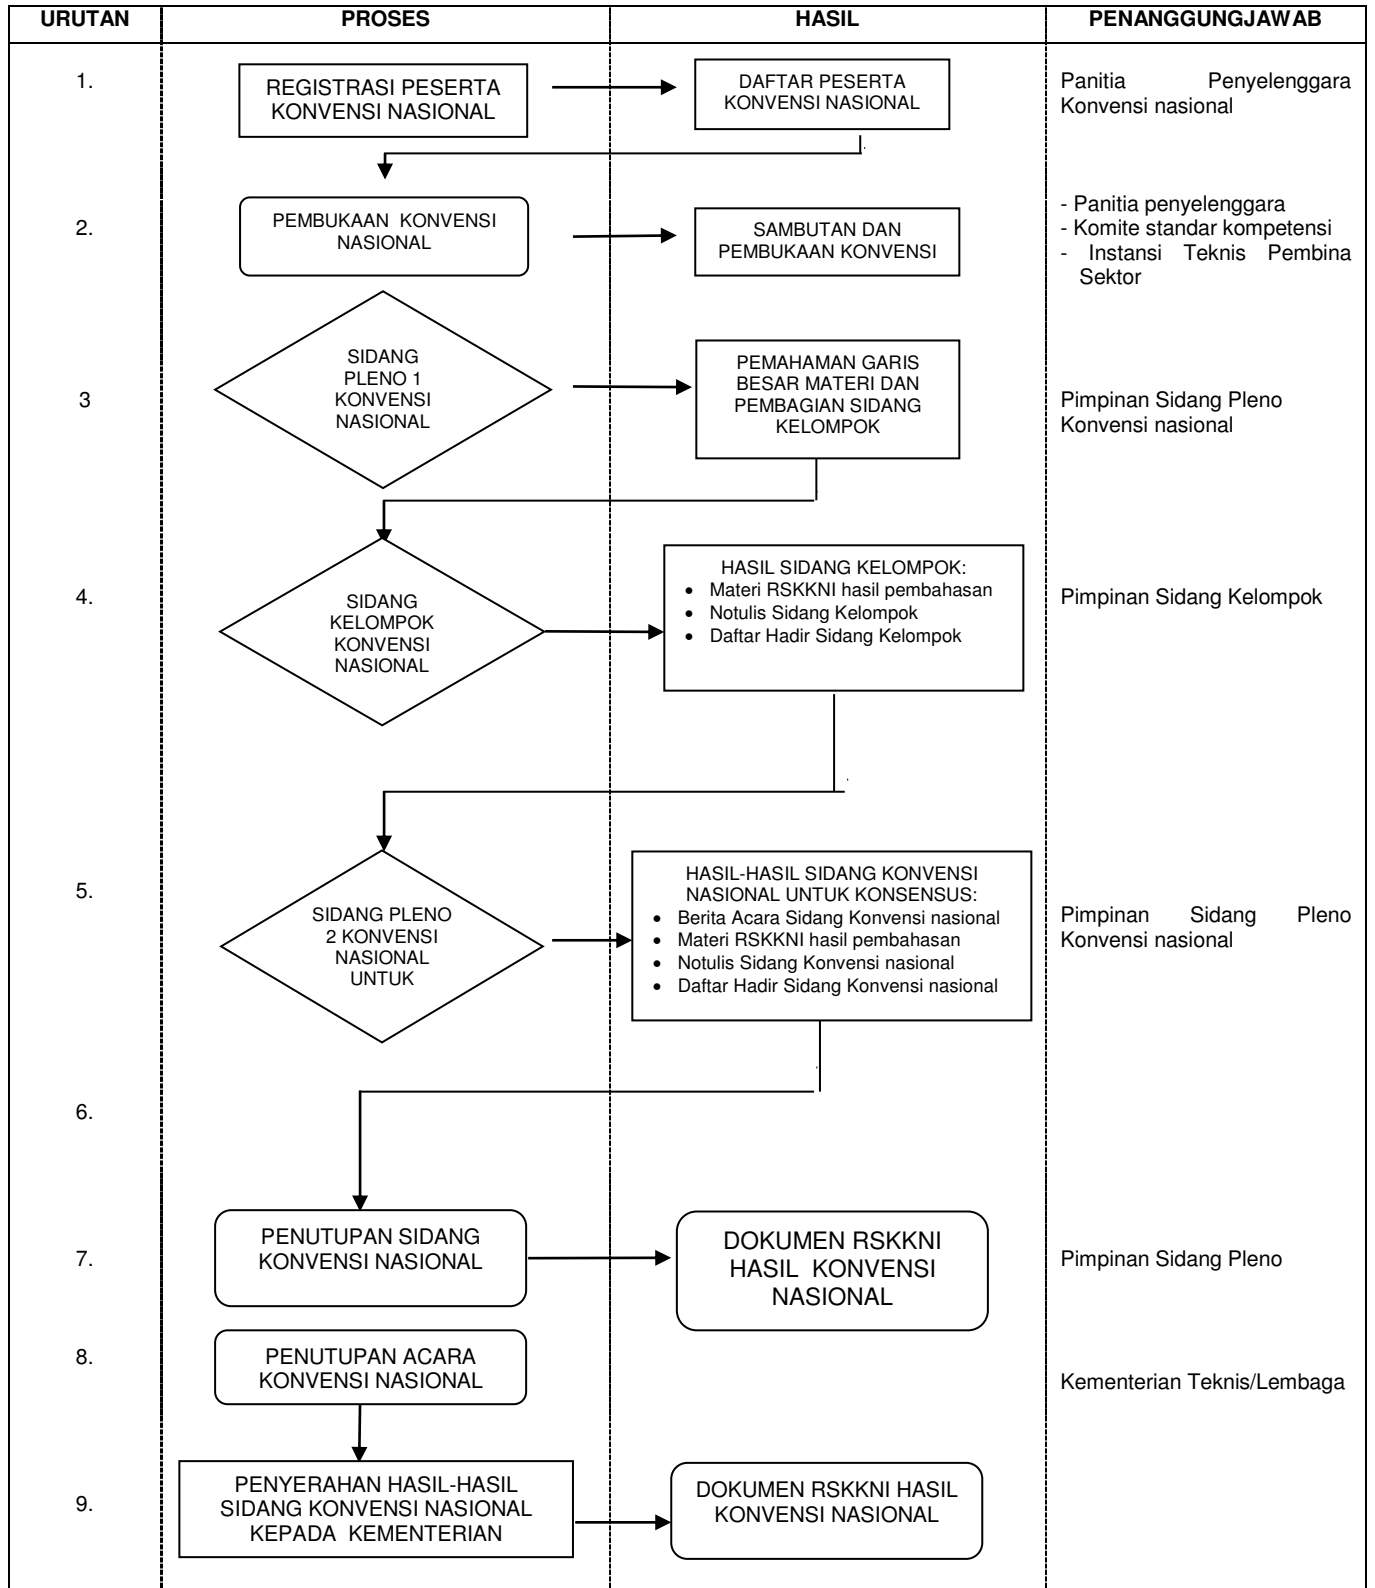 URUTAN PROSES HASIL PENANGGUNGJAWAB
1.
REGISTRASI PESERTA
KONVENSI NASIONAL
DAFTAR PESERTA
KONVENSI NASIONAL
Panitia Penyelenggara
Konvensi nasional
2.
PEMBUKAAN KONVENSI
NASIONAL
SAMBUTAN DAN
PEMBUKAAN KONVENSI
- Panitia penyelenggara
- Komite standar kompetensi
- Instansi Teknis Pembina
Sektor
3
SIDANG
PLENO 1
KONVENSI
NASIONAL
PEMAHAMAN GARIS
BESAR MATERI DAN
PEMBAGIAN SIDANG
KELOMPOK
Pimpinan Sidang Pleno
Konvensi nasional
4.
SIDANG
KELOMPOK
KONVENSI
NASIONAL
HASIL SIDANG KELOMPOK:
• Materi RSKKNI hasil pembahasan
• Notulis Sidang Kelompok
• Daftar Hadir Sidang Kelompok
Pimpinan Sidang Kelompok
5.
SIDANG PLENO
2 KONVENSI
NASIONAL
UNTUK
HASIL-HASIL SIDANG KONVENSI
NASIONAL UNTUK KONSENSUS:
• Berita Acara Sidang Konvensi nasional
• Materi RSKKNI hasil pembahasan
• Notulis Sidang Konvensi nasional
• Daftar Hadir Sidang Konvensi nasional
Pimpinan Sidang Pleno
Konvensi nasional
6.
7.
PENUTUPAN SIDANG
KONVENSI NASIONAL
DOKUMEN RSKKNI
HASIL KONVENSI
NASIONAL
Pimpinan Sidang Pleno
8.
PENUTUPAN ACARA
KONVENSI NASIONAL
Kementerian Teknis/Lembaga
9.
PENYERAHAN HASIL-HASIL
SIDANG KONVENSI NASIONAL
KEPADA KEMENTERIAN
DOKUMEN RSKKNI HASIL
KONVENSI NASIONAL